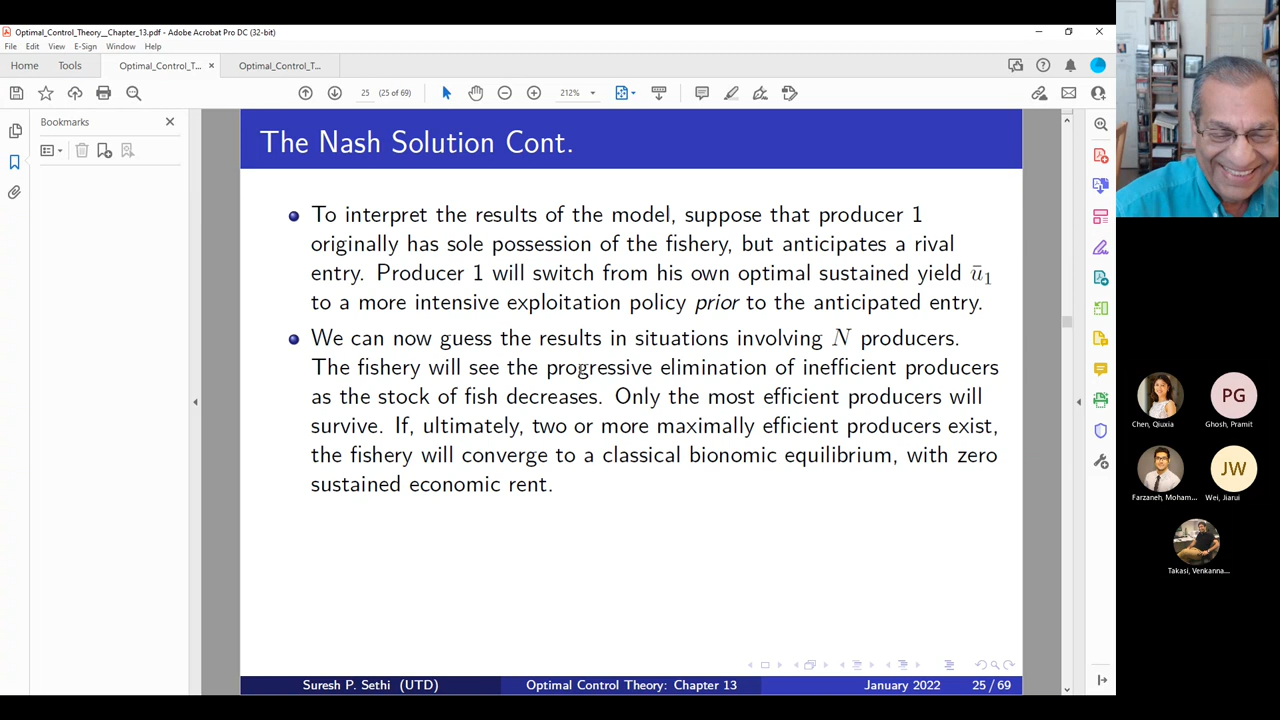 Optimal_Control_Theory__Chapter_13.pdf - Adobe Acrobat Pro DC (32-bit)
File Edit View E-Sign Window Help
Home Tools Optimal_Control_T... × Optimal_Control_T...
25 (25 of 69) 212%
Bookmarks
The Nash Solution Cont.
To interpret the results of the model, suppose that producer 1
originally has sole possession of the fishery, but anticipates a rival
entry. Producer 1 will switch from his own optimal sustained yield ū₁
to a more intensive exploitation policy prior to the anticipated entry.
We can now guess the results in situations involving N producers.
The fishery will see the progressive elimination of inefficient producers
as the stock of fish decreases. Only the most efficient producers will
survive. If, ultimately, two or more maximally efficient producers exist,
the fishery will converge to a classical bionomic equilibrium, with zero
sustained economic rent.
Suresh P. Sethi (UTD) Optimal Control Theory: Chapter 13 January 2022 25 / 69
PG
Chen, Qiuxia Ghosh, Pramit
JW
Farzaneh, Moham... Wei, Jiarui
Takasi, Venkanna...